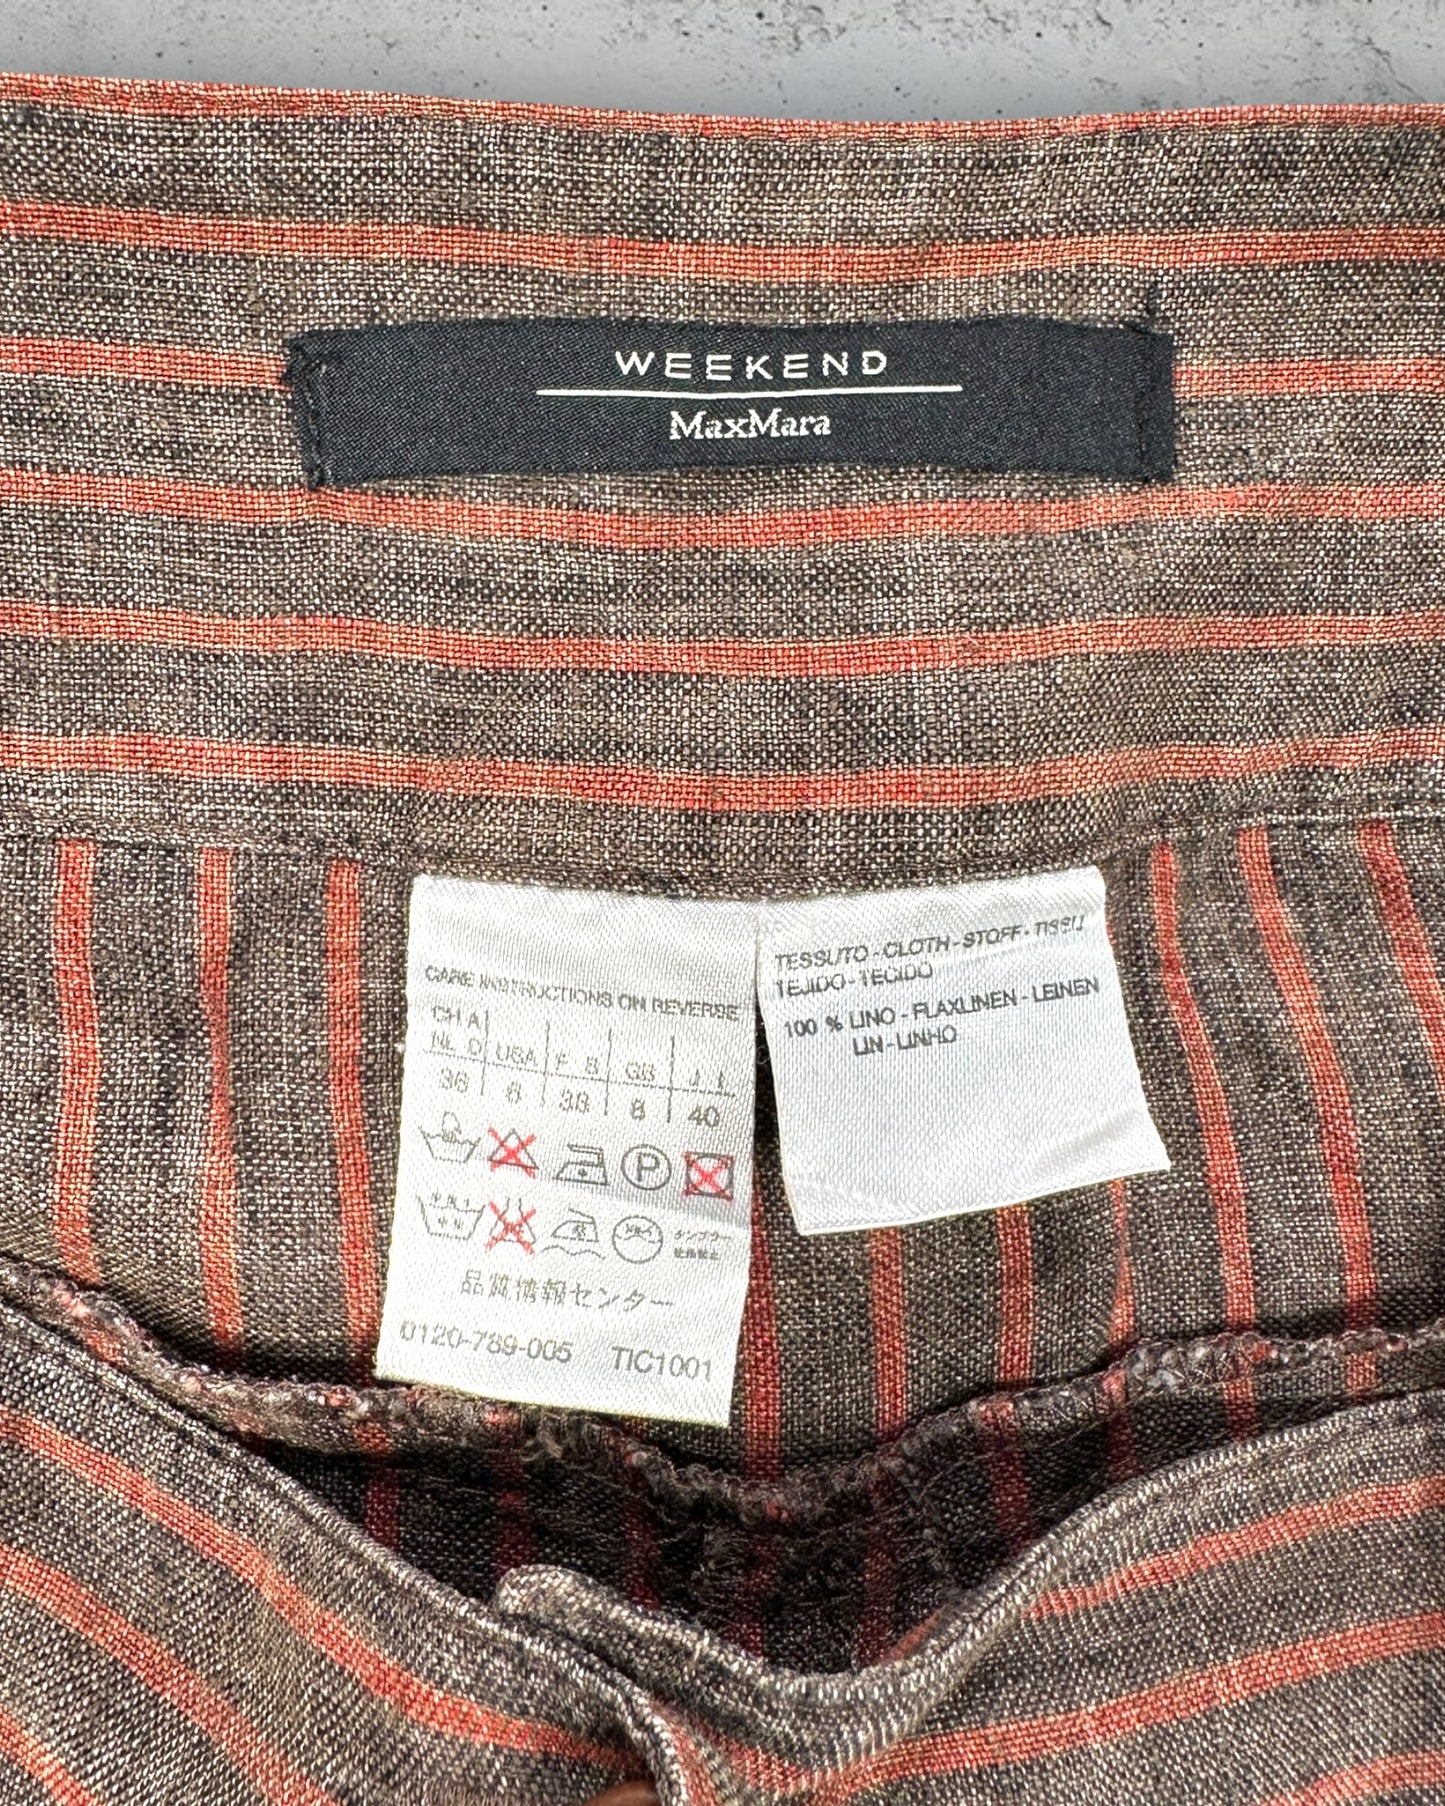 WEEKEND
MaxMara
CARE INSTRUCTIONS ON REVERSE
CH A
NL D USA F B GB J I
36 6 38 8 40
P
品質情報センター
0120-789-005 TIC1001
TESSUTO - CLOTH - STOFF - TISSU
TEJIDO - TECIDO
100 % LINO - FLAXLINEN - LEINEN
LIN - LINHO